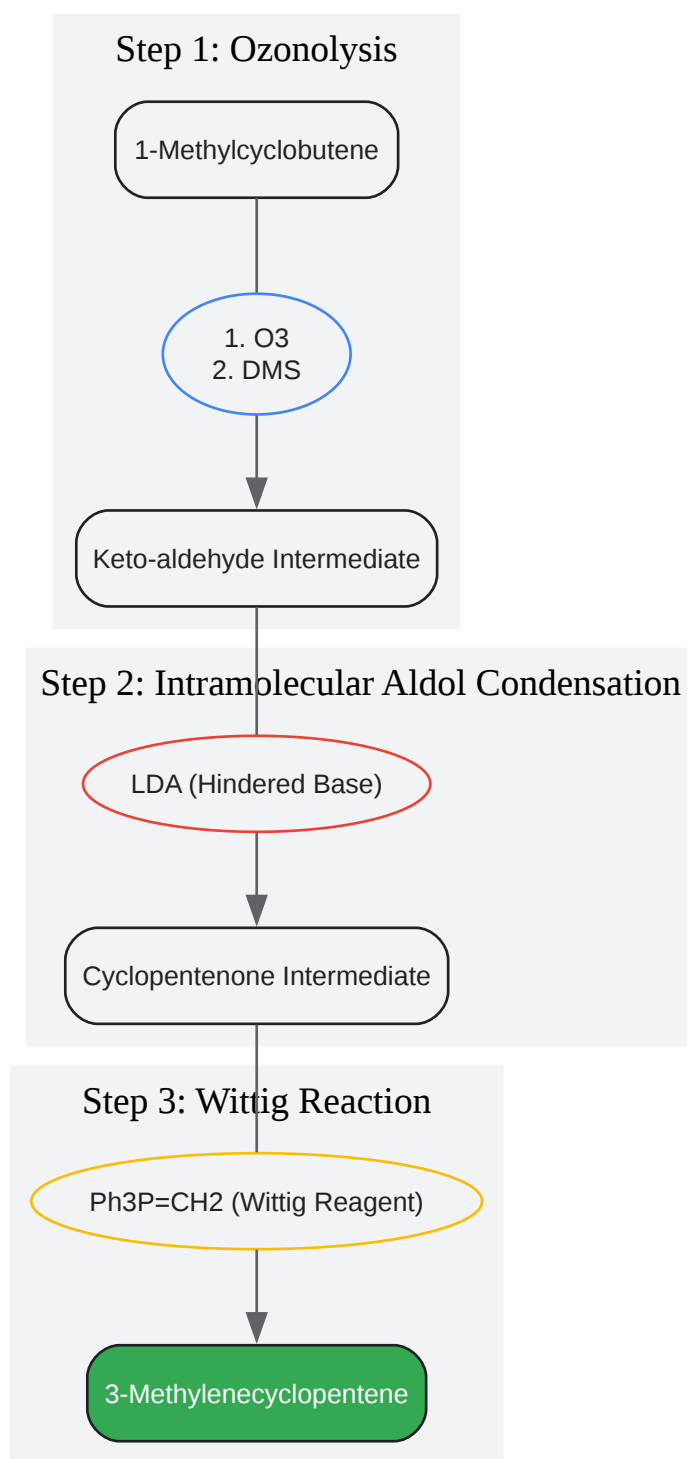 Step 1: Ozonolysis
1-Methylcyclobutene
1. O3
2. DMS
Keto-aldehyde Intermediate
Step 2: Intramolecular Aldol Condensation
LDA (Hindered Base)
Cyclopentenone Intermediate
Step 3: Wittig Reaction
Ph3P=CH2 (Wittig Reagent)
3-Methylenecyclopentene